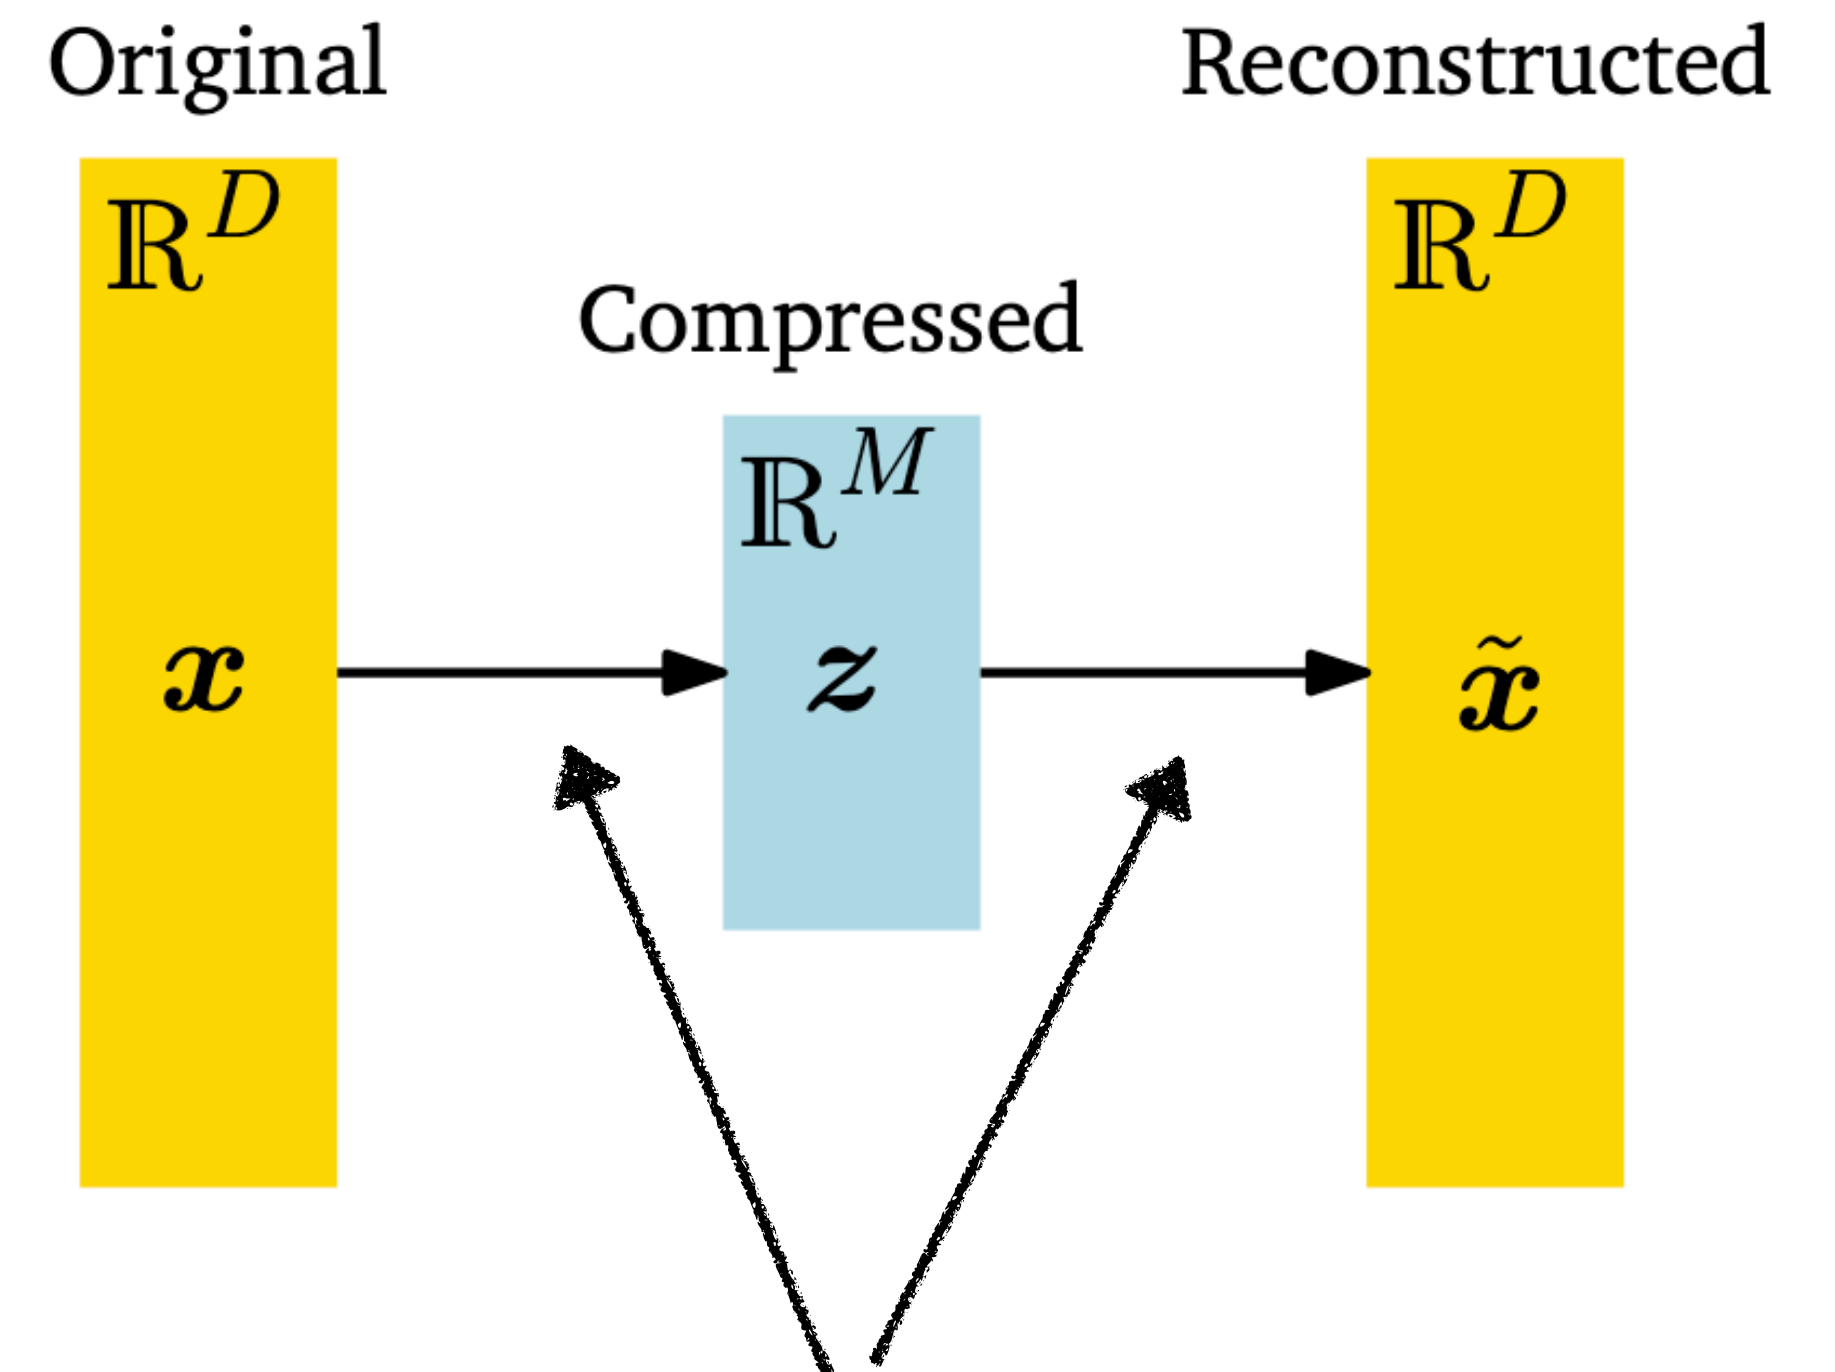 Original
Reconstructed
ℝ^D
ℝ^D
Compressed
ℝ^M
x
z
x̃